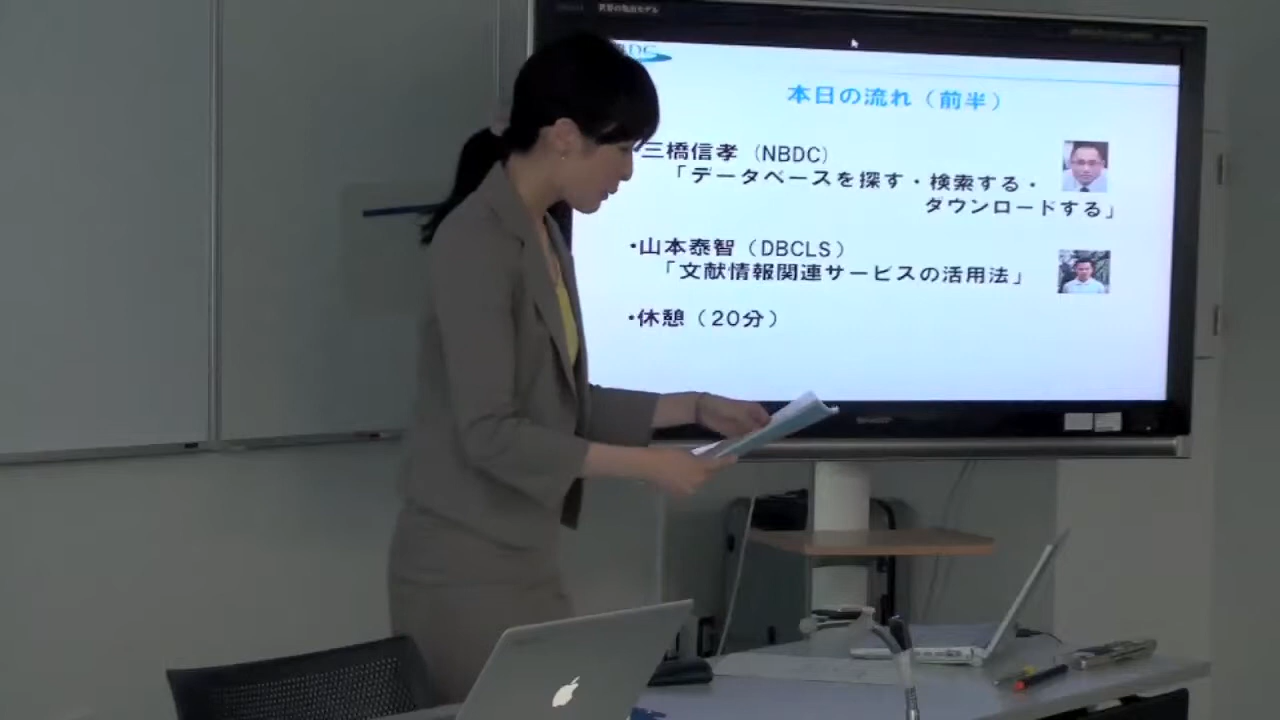 本日の流れ（前半）
・三橋信孝（NBDC）
「データベースを探す・検索する・
ダウンロードする」
・山本泰智（DBCLS）
「文献情報関連サービスの活用法」
・休憩（20分）